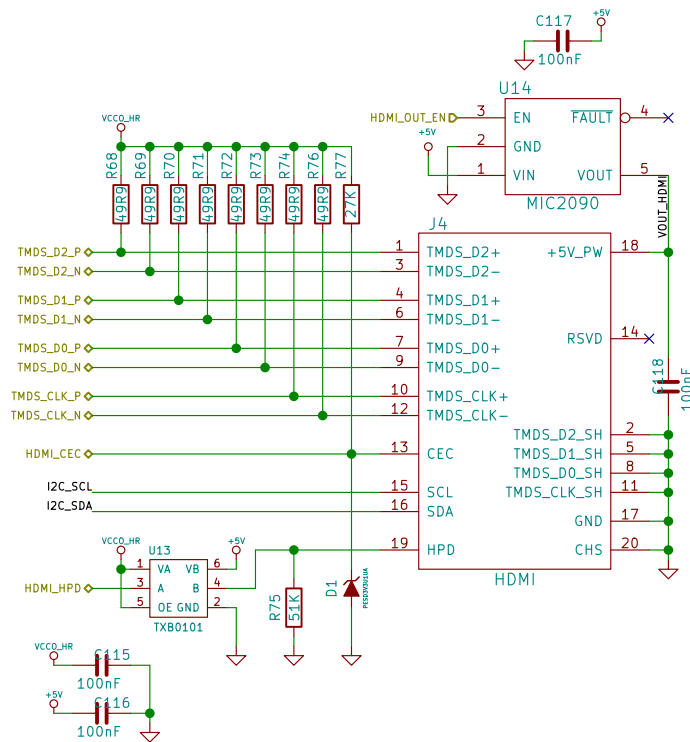 +5V
C117
100nF
U14
HDMI_OUT_EN 3 EN FAULT 4
+5V
2 GND
1 VIN VOUT 5
MIC2090
VCCO_HR
R68 R69 R70 R71 R72 R73 R74 R76 R77
49R9 49R9 49R9 49R9 49R9 49R9 49R9 49R9 27K
VOUT_HDMI
J4
TMDS_D2_P 1 TMDS_D2+ +5V_PW 18
TMDS_D2_N 3 TMDS_D2-
TMDS_D1_P 4 TMDS_D1+
TMDS_D1_N 6 TMDS_D1-
RSVD 14
TMDS_D0_P 7 TMDS_D0+
TMDS_D0_N 9 TMDS_D0-
C118
100nF
TMDS_CLK_P 10 TMDS_CLK+
TMDS_CLK_N 12 TMDS_CLK-
TMDS_D2_SH 2
HDMI_CEC 13 CEC TMDS_D1_SH 5
TMDS_D0_SH 8
I2C_SCL 15 SCL TMDS_CLK_SH 11
I2C_SDA 16 SDA
GND 17
19 HPD CHS 20
HDMI
VCCO_HR
U13
+5V
1 VA VB 6
HDMI_HPD 3 A B 4
5 OE GND 2
TXB0101
R75
51K
D1
PESD3V3U1UA
VCCO_HR
C115
100nF
+5V
C116
100nF